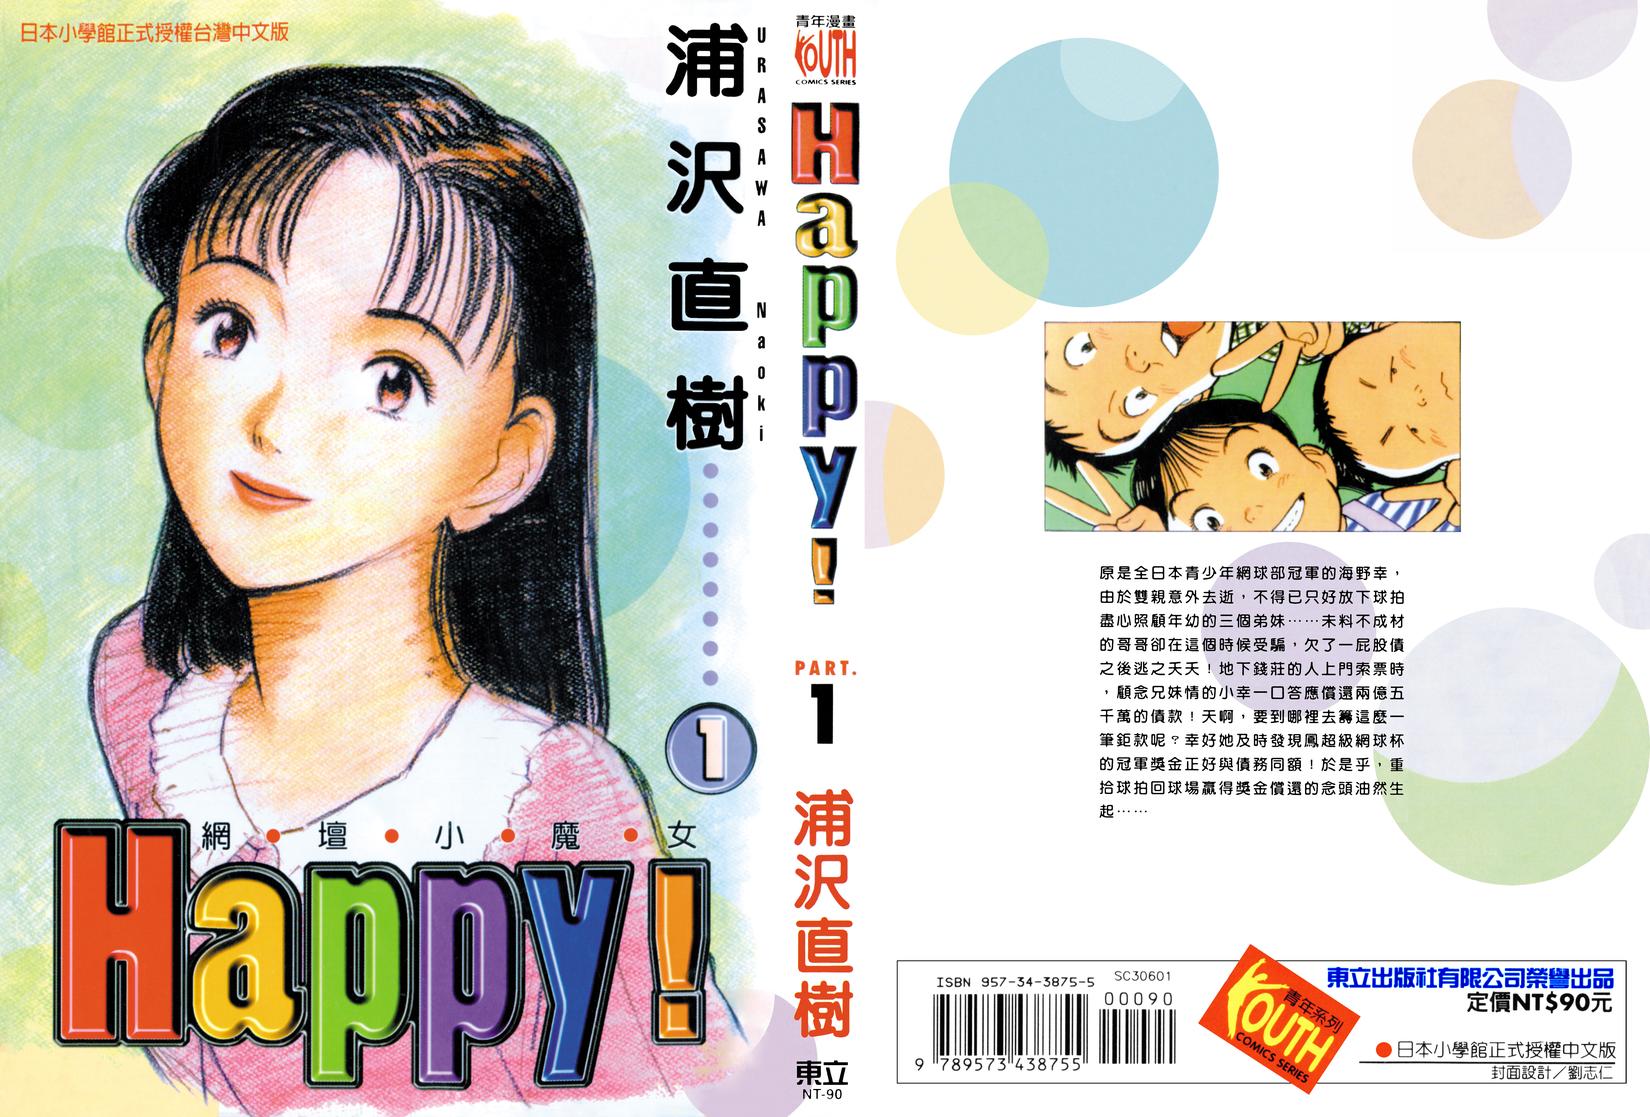 日本小學館正式授權台灣中文版
浦沢直樹
URASAWA Naoki
1
網•壇•小•魔•女
Happy!
青年漫畫
YOUTH
COMICS SERIES
Happy!
PART.
1
浦沢直樹
東立
NT-90
原是全日本青少年網球部冠軍的海野幸，
由於雙親意外去逝，不得已只好放下球拍
盡心照顧年幼的三個弟妹……未料不成材
的哥哥卻在這個時候受騙，欠了一屁股債
之後逃之夭夭！地下錢莊的人上門索票時
，顧念兄妹情的小幸一口答應償還兩億五
千萬的債款！天啊，要到哪裡去籌這麼一
筆鉅款呢？幸好她及時發現鳳超級網球杯
的冠軍獎金正好與債務同額！於是乎，重
拾球拍回球場贏得獎金償還的念頭油然生
起……
ISBN 957-34-3875-5
SC30601
00090
9 789573 438755
青年系列
YOUTH
COMICS SERIES
東立出版社有限公司榮譽出品
定價NT$90元
●日本小學館正式授權中文版
封面設計／劉志仁